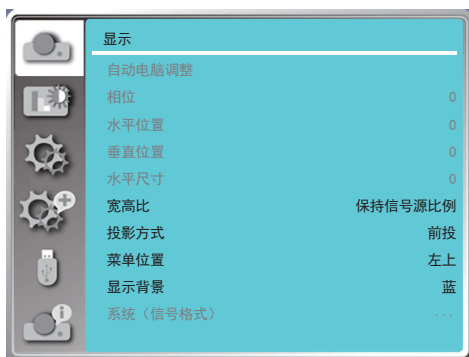 显示
自动电脑调整
相位 0
水平位置 0
垂直位置 0
水平尺寸 0
宽高比 保持信号源比例
投影方式 前投
菜单位置 左上
显示背景 蓝
系统（信号格式） ...